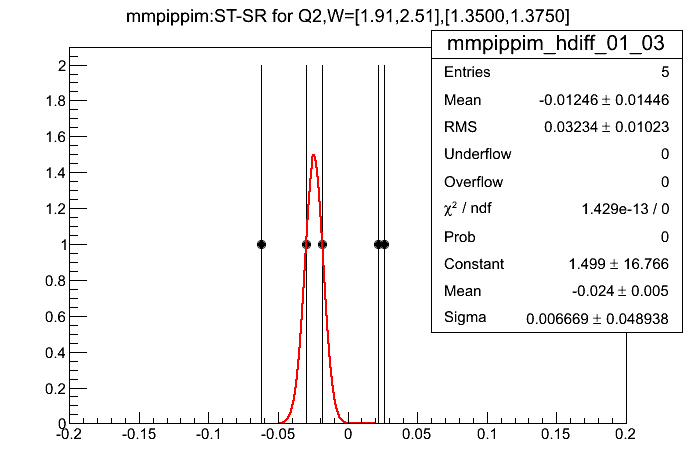 mmpippim:ST-SR for Q2,W=[1.91,2.51],[1.3500,1.3750]
mmpippim_hdiff_01_03
Entries 5
Mean -0.01246 ± 0.01446
RMS 0.03234 ± 0.01023
Underflow 0
Overflow 0
χ² / ndf 1.429e-13 / 0
Prob 0
Constant 1.499 ± 16.766
Mean -0.024 ± 0.005
Sigma 0.006669 ± 0.048938
2
1.8
1.6
1.4
1.2
1
0.8
0.6
0.4
0.2
0
-0.2 -0.15 -0.1 -0.05 0 0.05 0.1 0.15 0.2